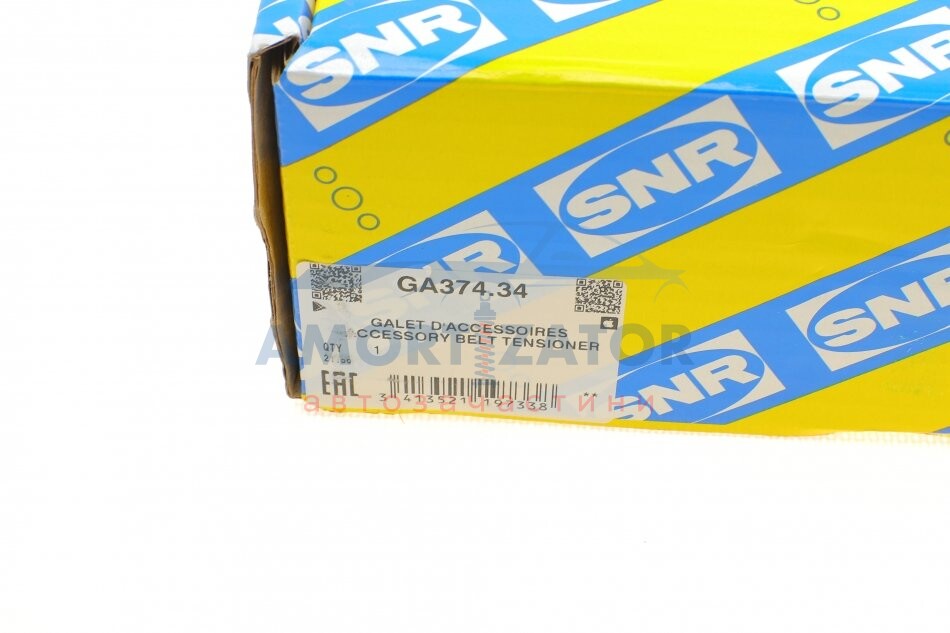 SNR
SNR
SNR
SNR
SNR
SNR
GA374.34
GALET D'ACCESSOIRES
ACCESSORY BELT TENSIONER
QTY 1
EAC
**
AMORTIZATOR
автозапчастини